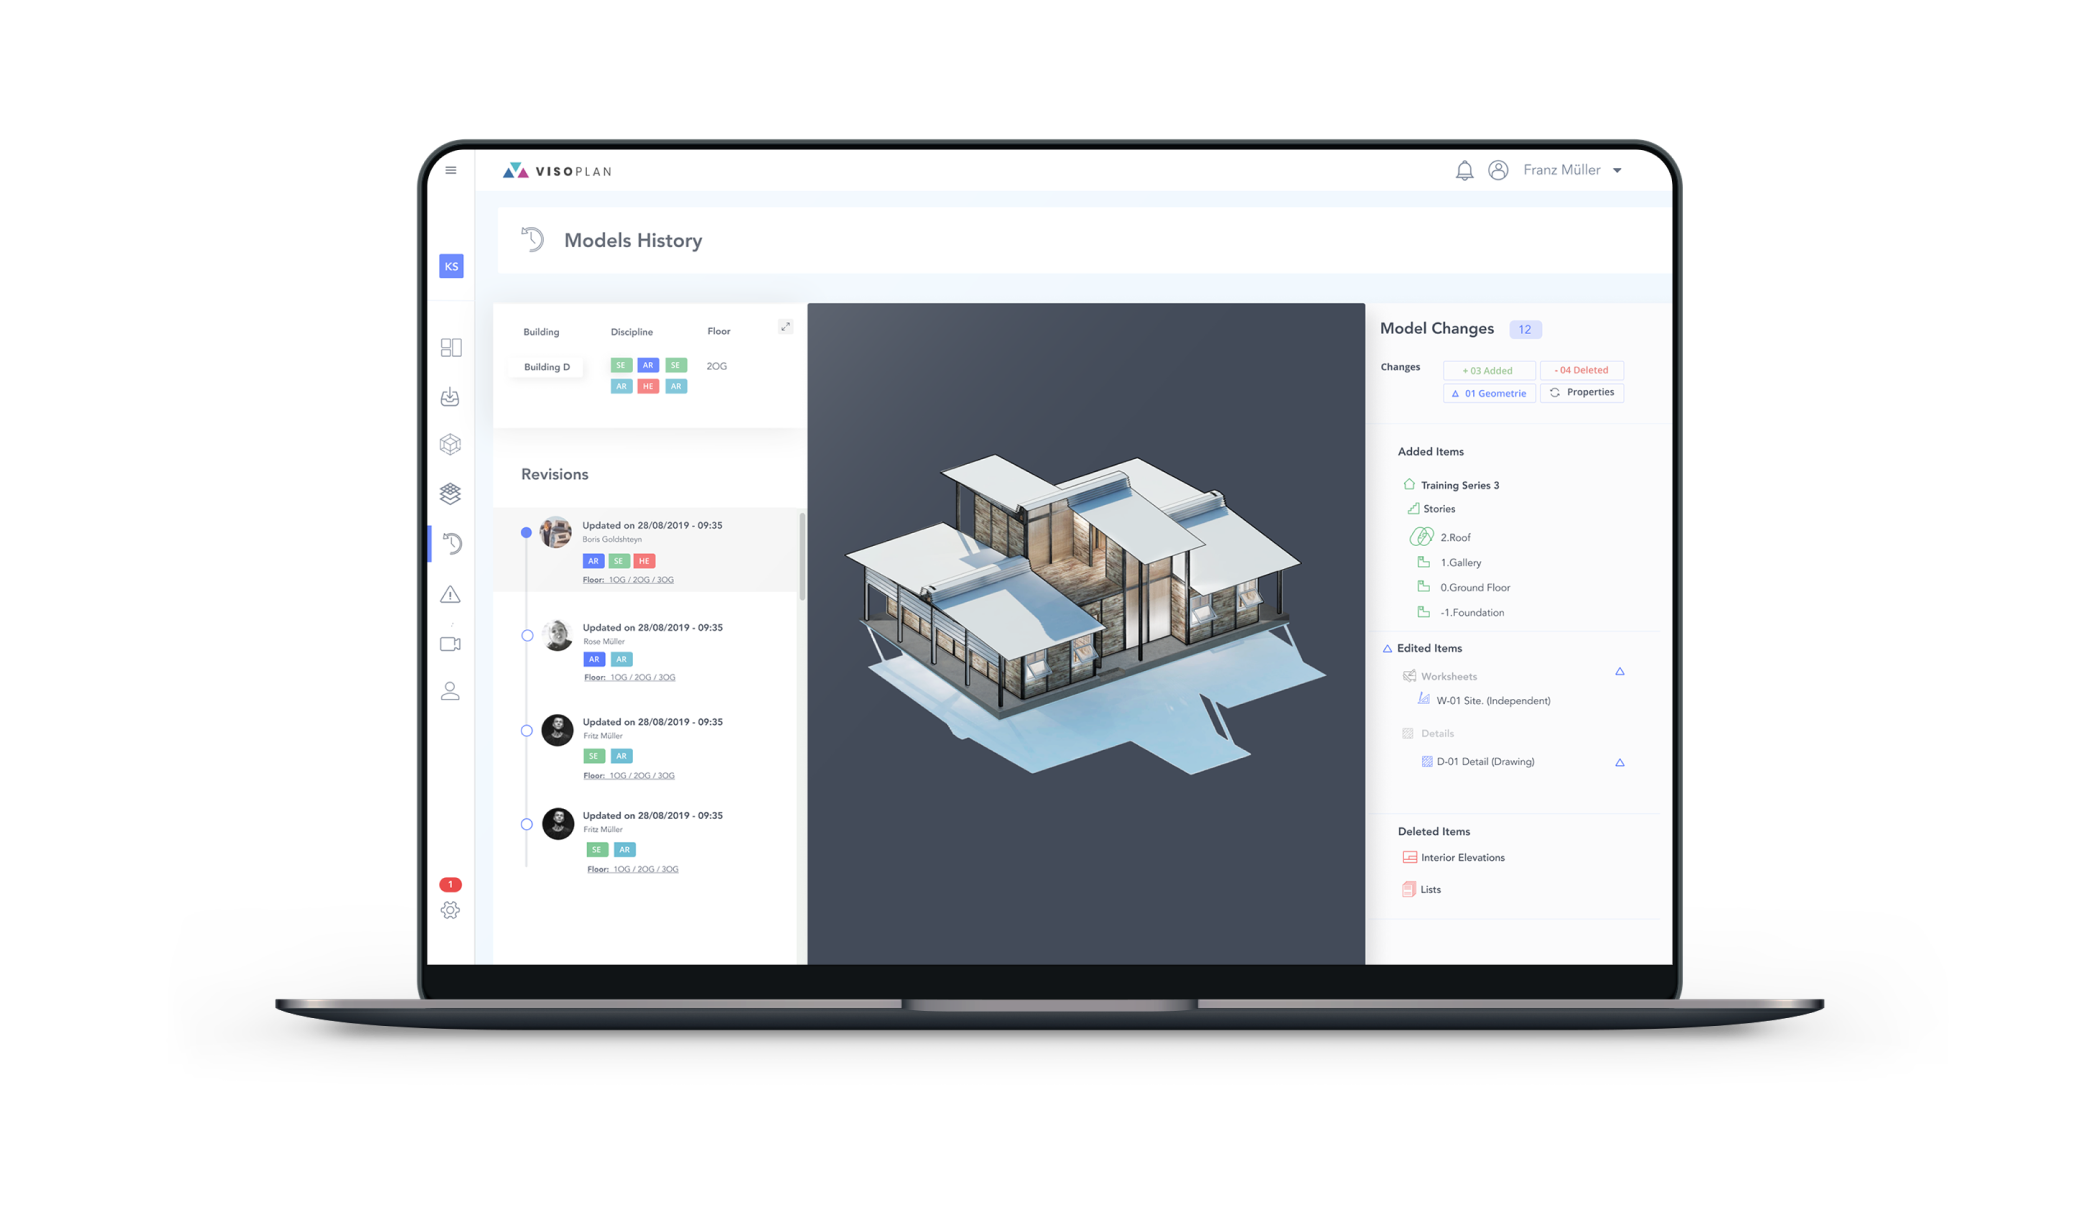 VISOPLAN
Franz Müller
Models History
KS
Building
Discipline
Floor
Building D
SE AR SE
AR HE AR
2OG
Revisions
Updated on 28/08/2019 - 09:35
Boris Goldshteyn
AR SE HE
Floor: 1OG / 2OG / 3OG
Updated on 28/08/2019 - 09:35
Rose Müller
AR AR
Floor: 1OG / 2OG / 3OG
Updated on 28/08/2019 - 09:35
Fritz Müller
SE AR
Floor: 1OG / 2OG / 3OG
Updated on 28/08/2019 - 09:35
Fritz Müller
SE AR
Floor: 1OG / 2OG / 3OG
1
Model Changes 12
Changes
+ 03 Added
- 04 Deleted
01 Geometrie
Properties
Added Items
Training Series 3
Stories
2.Roof
1.Gallery
0.Ground Floor
-1.Foundation
Edited Items
Worksheets
W-01 Site. (Independent)
Details
D-01 Detail (Drawing)
Deleted Items
Interior Elevations
Lists